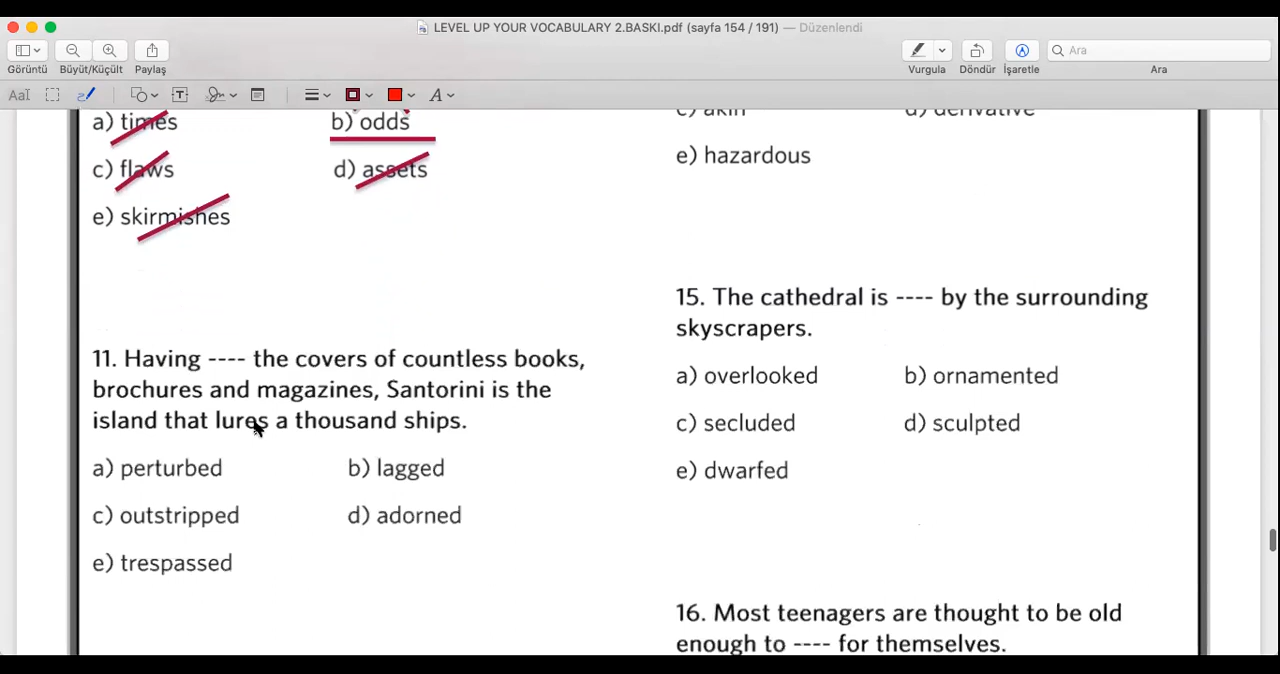 LEVEL UP YOUR VOCABULARY 2.BASKI.pdf (sayfa 154 / 191) — Düzenlendi
Görüntü
Büyüt/Küçült
Paylaş
Vurgula
Döndür
İşaretle
Ara
Ara
AaI
A
a) times
b) odds
c) flaws
d) assets
e) skirmishes
11. Having ---- the covers of countless books,
brochures and magazines, Santorini is the
island that lures a thousand ships.
a) perturbed
b) lagged
c) outstripped
d) adorned
e) trespassed
c) akin
d) derivative
e) hazardous
15. The cathedral is ---- by the surrounding
skyscrapers.
a) overlooked
b) ornamented
c) secluded
d) sculpted
e) dwarfed
16. Most teenagers are thought to be old
enough to ---- for themselves.